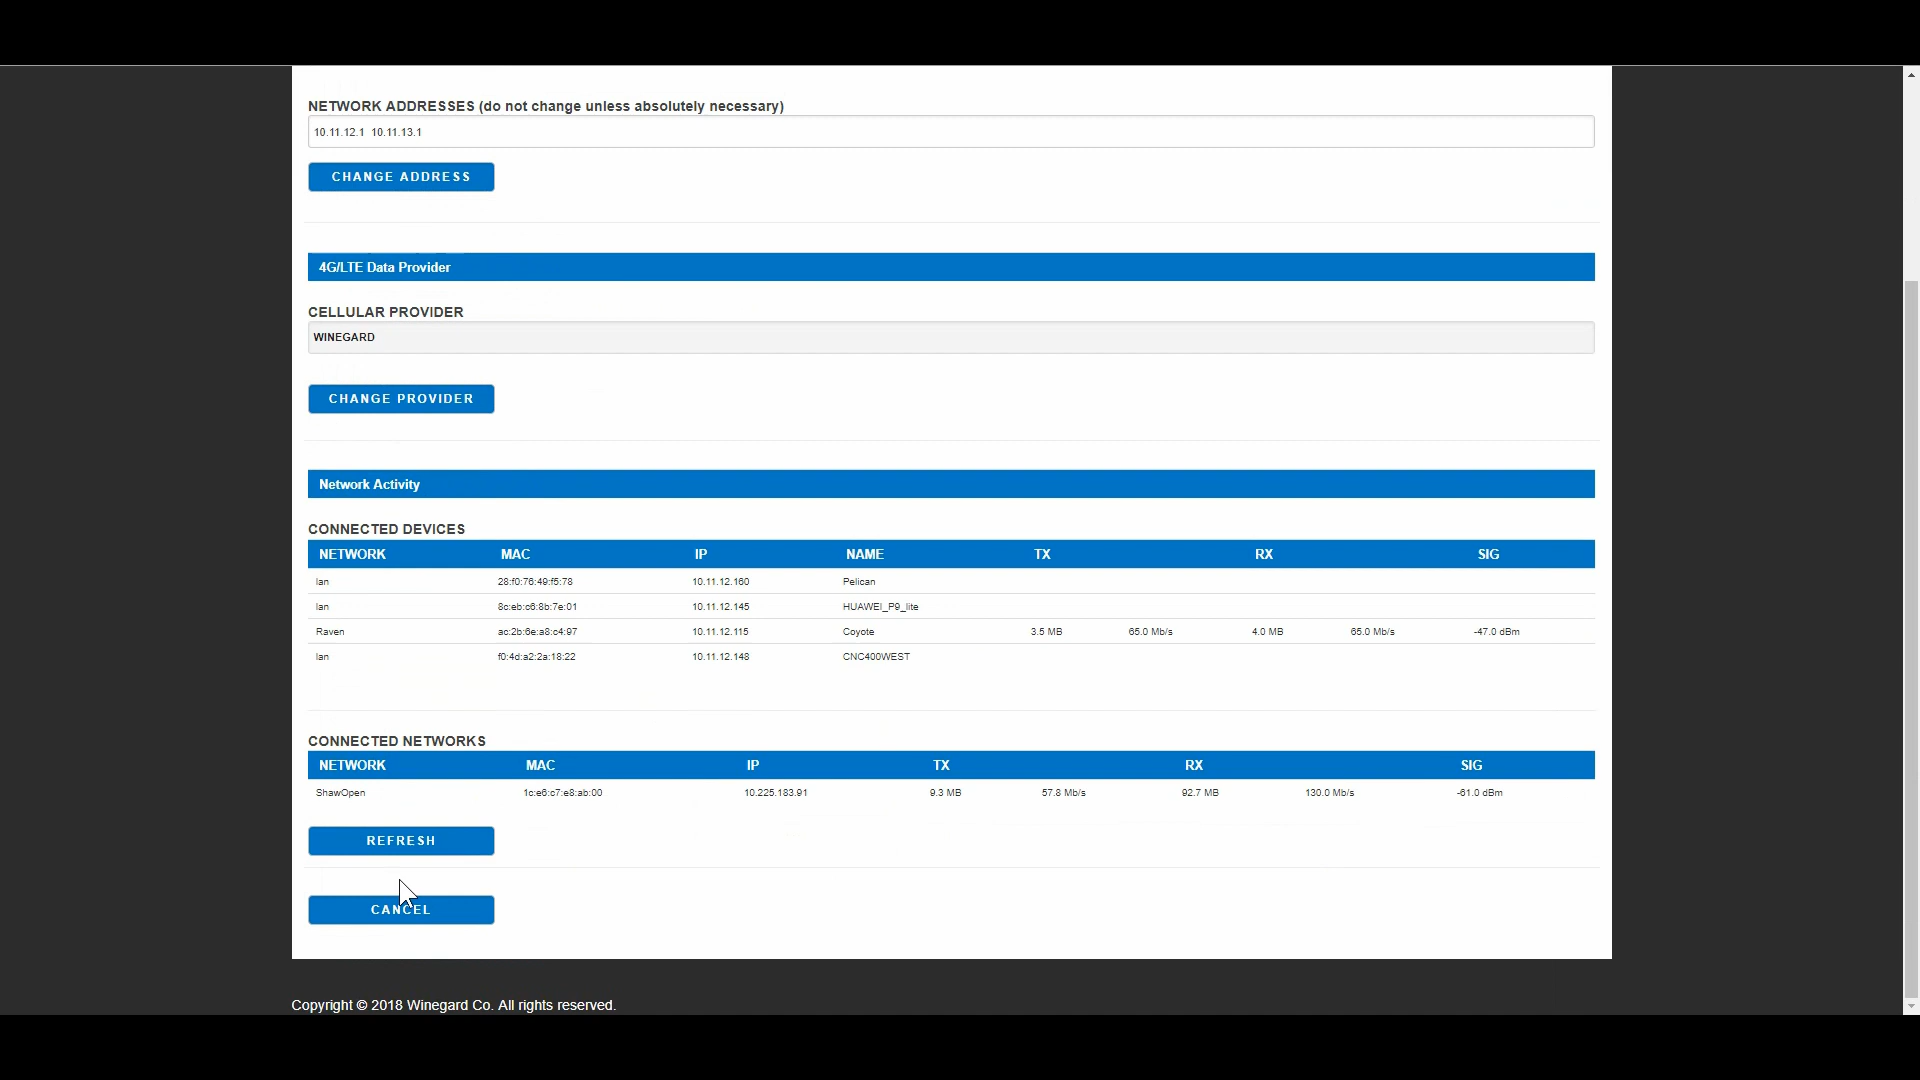 NETWORK ADDRESSES (do not change unless absolutely necessary)
10.11.12.1 10.11.13.1
CHANGE ADDRESS
4G/LTE Data Provider
CELLULAR PROVIDER
WINEGARD
CHANGE PROVIDER
Network Activity
CONNECTED DEVICES
NETWORK MAC IP NAME TX RX SIG
lan 28:f0:76:49:f5:78 10.11.12.160 Pelican
lan 8c:eb:c6:8b:7e:01 10.11.12.145 HUAWEI_P9_lite
Raven ac:2b:6e:a8:c4:97 10.11.12.115 Coyote 3.5 MB 65.0 Mb/s 4.0 MB 65.0 Mb/s -47.0 dBm
lan f0:4d:a2:2a:18:22 10.11.12.148 CNC400WEST
CONNECTED NETWORKS
NETWORK MAC IP TX RX SIG
ShawOpen 1c:e6:c7:e8:ab:00 10.225.183.91 9.3 MB 57.8 Mb/s 92.7 MB 130.0 Mb/s -61.0 dBm
REFRESH
CANCEL
Copyright © 2018 Winegard Co. All rights reserved.